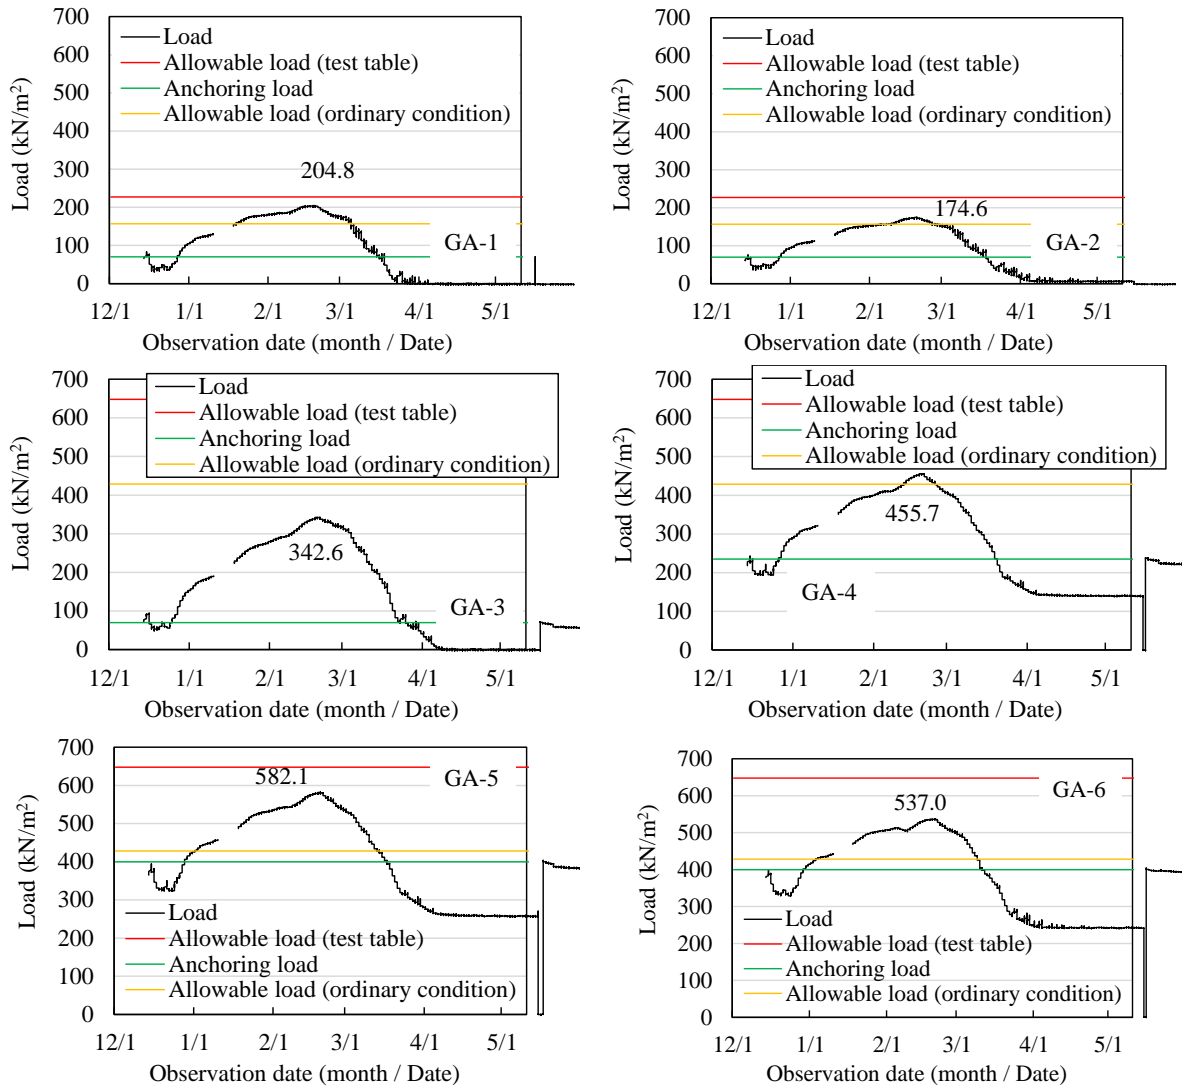 700
600
500
400
300
200
100
0
Load (kN/m²)
Load
Allowable load (test table)
Anchoring load
Allowable load (ordinary condition)
204.8
GA-1
12/1 1/1 2/1 3/1 4/1 5/1
Observation date (month / Date)
700
600
500
400
300
200
100
0
Load (kN/m²)
Load
Allowable load (test table)
Anchoring load
Allowable load (ordinary condition)
174.6
GA-2
12/1 1/1 2/1 3/1 4/1 5/1
Observation date (month / Date)
700
600
500
400
300
200
100
0
Load (kN/m²)
Load
Allowable load (test table)
Anchoring load
Allowable load (ordinary condition)
342.6
GA-3
12/1 1/1 2/1 3/1 4/1 5/1
Observation date (month / Date)
700
600
500
400
300
200
100
0
Load (kN/m²)
Load
Allowable load (test table)
Anchoring load
Allowable load (ordinary condition)
455.7
GA-4
12/1 1/1 2/1 3/1 4/1 5/1
Observation date (month / Date)
700
600
500
400
300
200
100
0
Load (kN/m²)
GA-5
582.1
Load
Allowable load (test table)
Anchoring load
Allowable load (ordinary condition)
12/1 1/1 2/1 3/1 4/1 5/1
Observation date (month / Date)
700
600
500
400
300
200
100
0
Load (kN/m²)
GA-6
537.0
Load
Allowable load (test table)
Anchoring load
Allowable load (ordinary condition)
12/1 1/1 2/1 3/1 4/1 5/1
Observation date (month / Date)